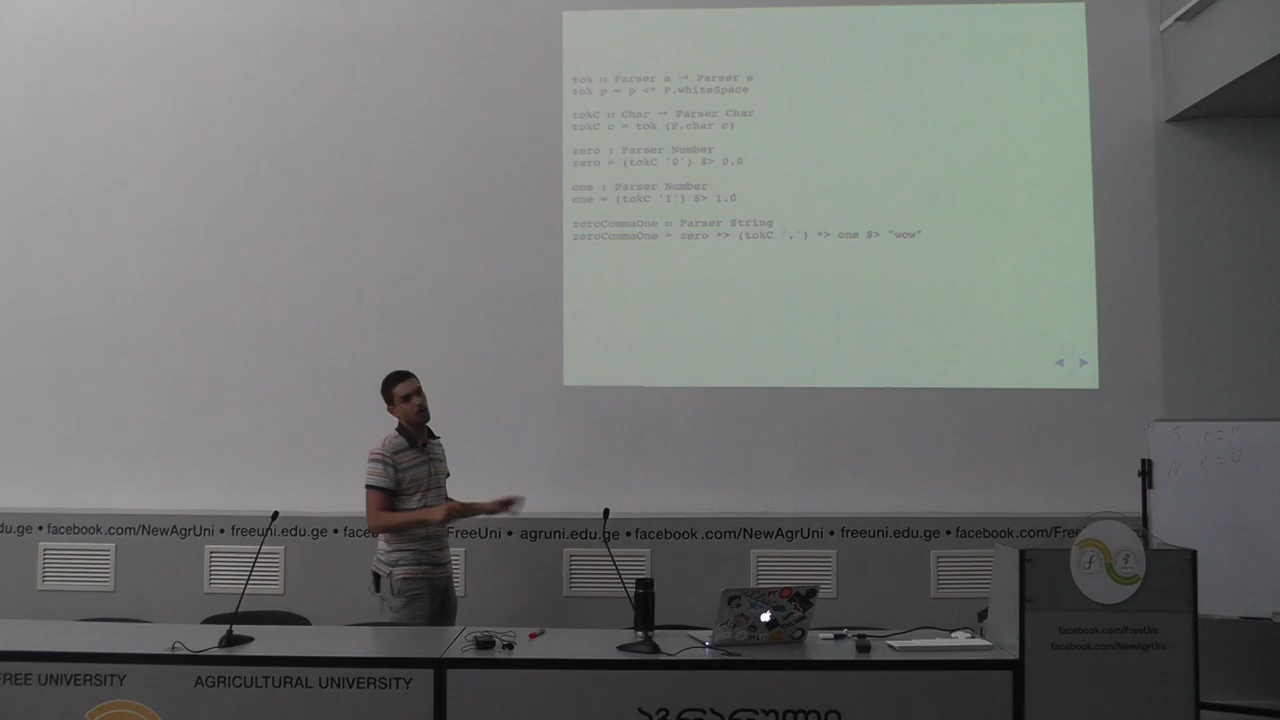 tok :: Parser a → Parser a
tok p = p <* P.whiteSpace
tokC :: Char → Parser Char
tokC c = tok (P.char c)
zero : Parser Number
zero = (tokC '0') $> 0.0
one : Parser Number
one = (tokC '1') $> 1.0
zeroCommaOne :: Parser String
zeroCommaOne = zero *> (tokC ',') *> one $> "wow"
du.ge • facebook.com/NewAgrUni • freeuni.edu.ge • faceb FreeUni • agruni.edu.ge • facebook.com/NewAgrUni • freeuni.edu.ge • facebook.com/Free
facebook.com/FreeUni
facebook.com/NewAgrUni
FREE UNIVERSITY
AGRICULTURAL UNIVERSITY